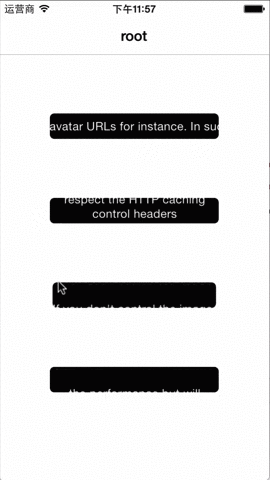 运营商 下午11:57
root
avatar URLs for instance. In suc
respect the HTTP caching
control headers
If you don't control the image
the performance but will